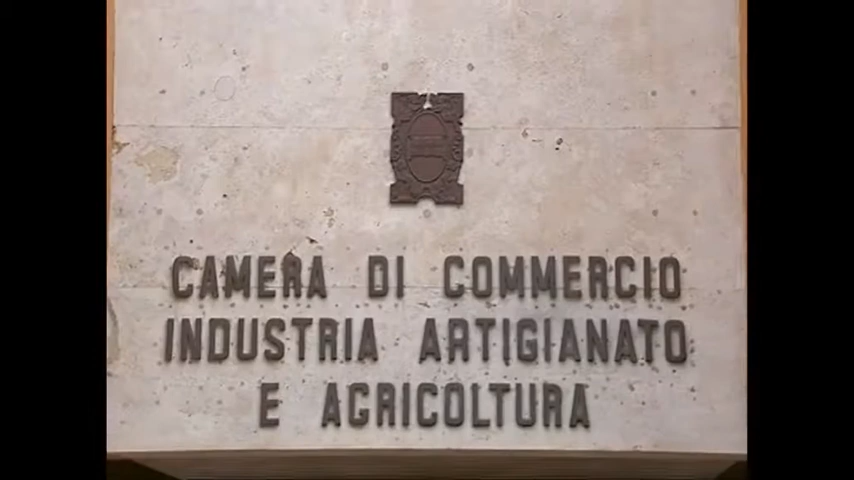 CAMERA DI COMMERCIO
INDUSTRIA ARTIGIANATO
E AGRICOLTURA